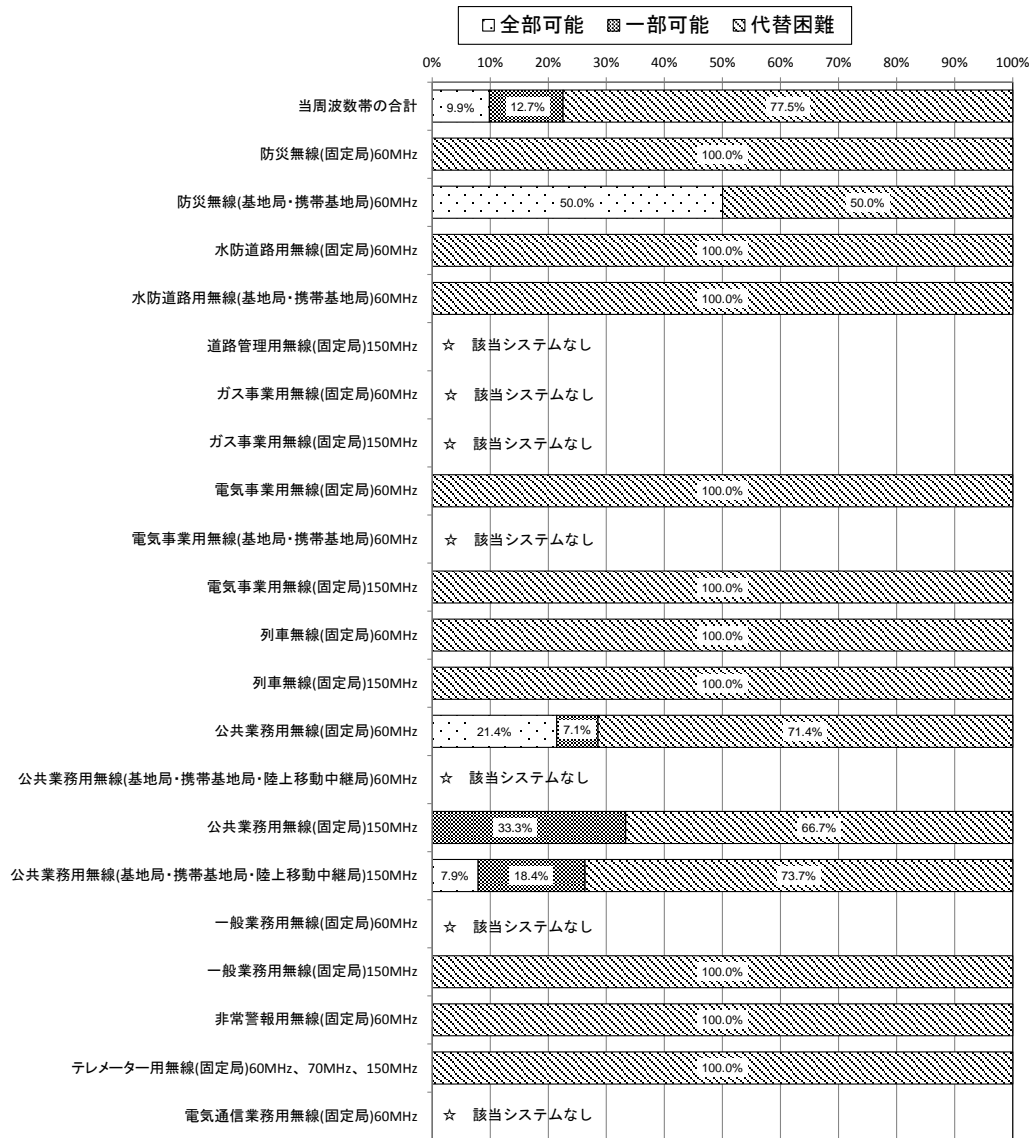 全部可能 一部可能 代替困難
0% 10% 20% 30% 40% 50% 60% 70% 80% 90% 100%
当周波数帯の合計 9.9% 12.7% 77.5%
防災無線(固定局)60MHz 100.0%
防災無線(基地局・携帯基地局)60MHz 50.0% 50.0%
水防道路用無線(固定局)60MHz 100.0%
水防道路用無線(基地局・携帯基地局)60MHz 100.0%
道路管理用無線(固定局)150MHz ☆ 該当システムなし
ガス事業用無線(固定局)60MHz ☆ 該当システムなし
ガス事業用無線(固定局)150MHz ☆ 該当システムなし
電気事業用無線(固定局)60MHz 100.0%
電気事業用無線(基地局・携帯基地局)60MHz ☆ 該当システムなし
電気事業用無線(固定局)150MHz 100.0%
列車無線(固定局)60MHz 100.0%
列車無線(固定局)150MHz 100.0%
公共業務用無線(固定局)60MHz 21.4% 7.1% 71.4%
公共業務用無線(基地局・携帯基地局・陸上移動中継局)60MHz ☆ 該当システムなし
公共業務用無線(固定局)150MHz 33.3% 66.7%
公共業務用無線(基地局・携帯基地局・陸上移動中継局)150MHz 7.9% 18.4% 73.7%
一般業務用無線(固定局)60MHz ☆ 該当システムなし
一般業務用無線(固定局)150MHz 100.0%
非常警報用無線(固定局)60MHz 100.0%
テレメーター用無線(固定局)60MHz、70MHz、150MHz 100.0%
電気通信業務用無線(固定局)60MHz ☆ 該当システムなし